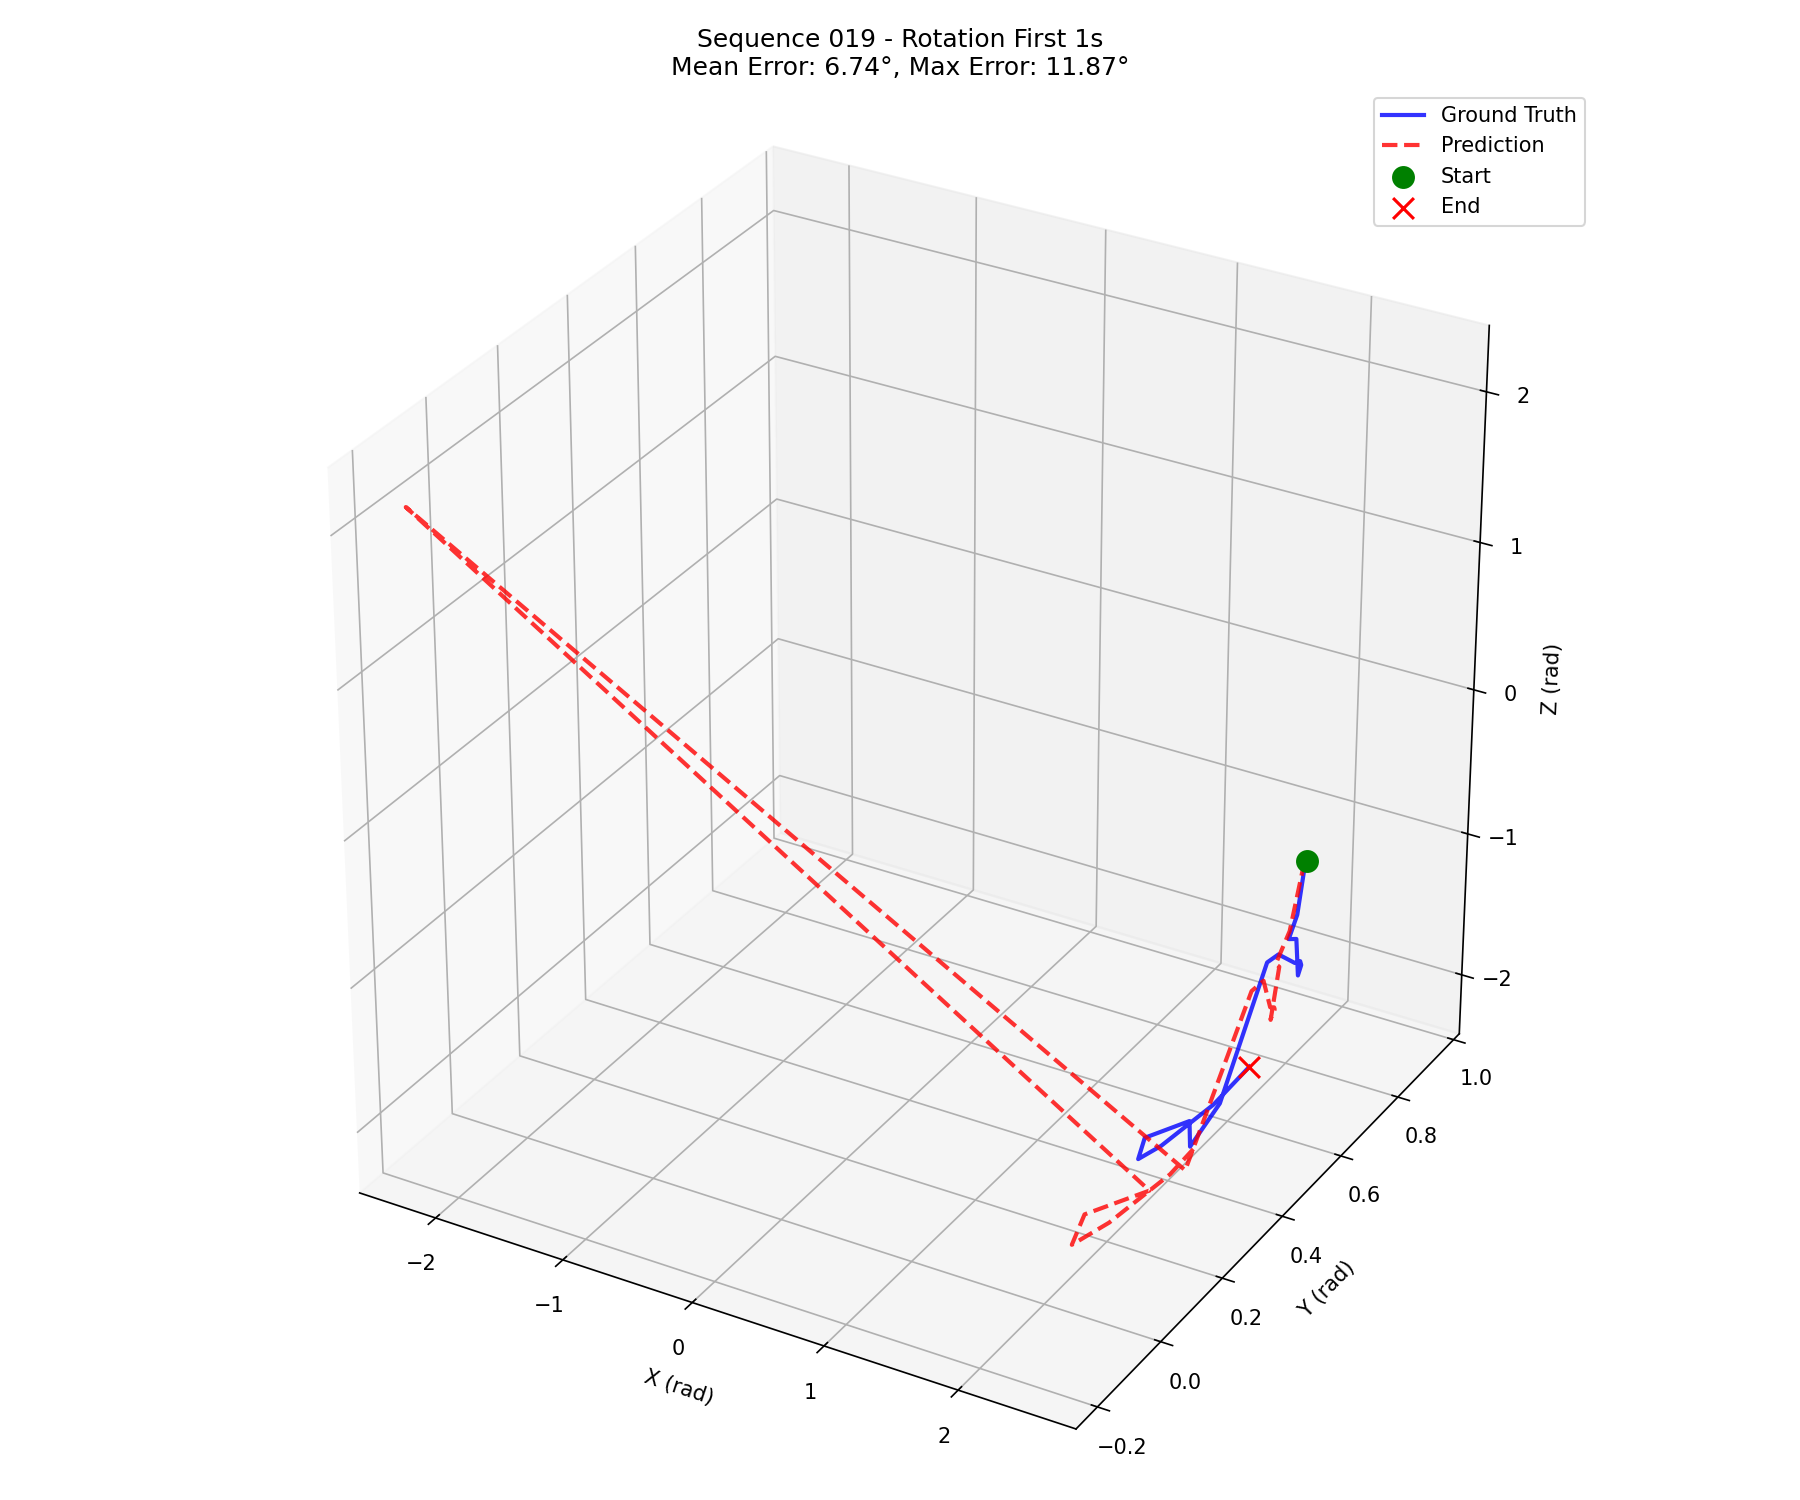 Sequence 019 - Rotation First 1s
Mean Error: 6.74°, Max Error: 11.87°
Ground Truth
Prediction
Start
End
2
1
0
−1
−2
Z (rad)
1.0
0.8
0.6
0.4
0.2
0.0
−0.2
Y (rad)
−2
−1
0
1
2
X (rad)